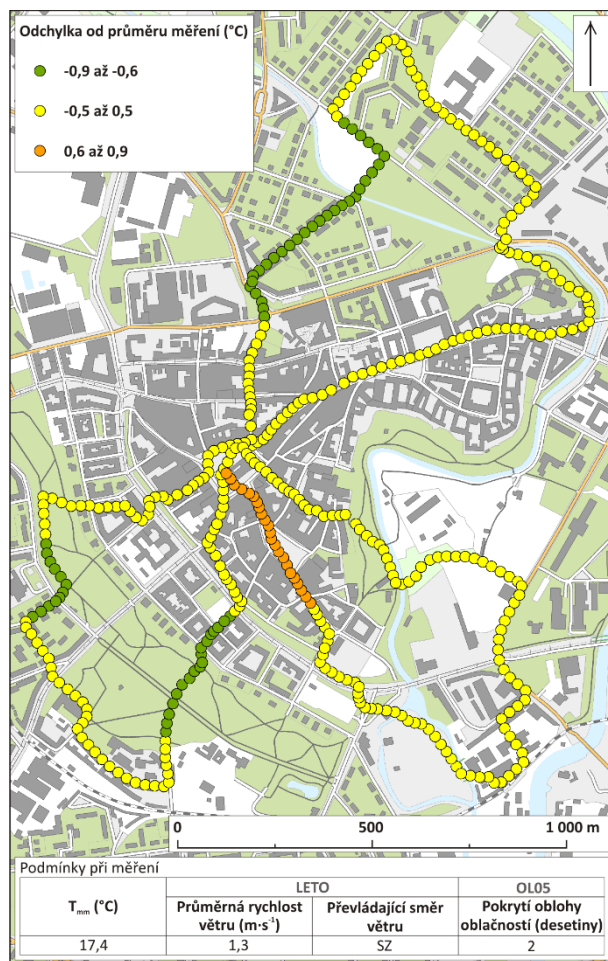 Odchylka od průměru měření (°C)
-0,9 až -0,6
-0,5 až 0,5
0,6 až 0,9
0 500 1 000 m
Podmínky při měření
LETO OL05
Tmm (°C) Průměrná rychlost větru (m·s-1) Převládající směr větru Pokrytí oblohy oblačností (desetiny)
17,4 1,3 SZ 2